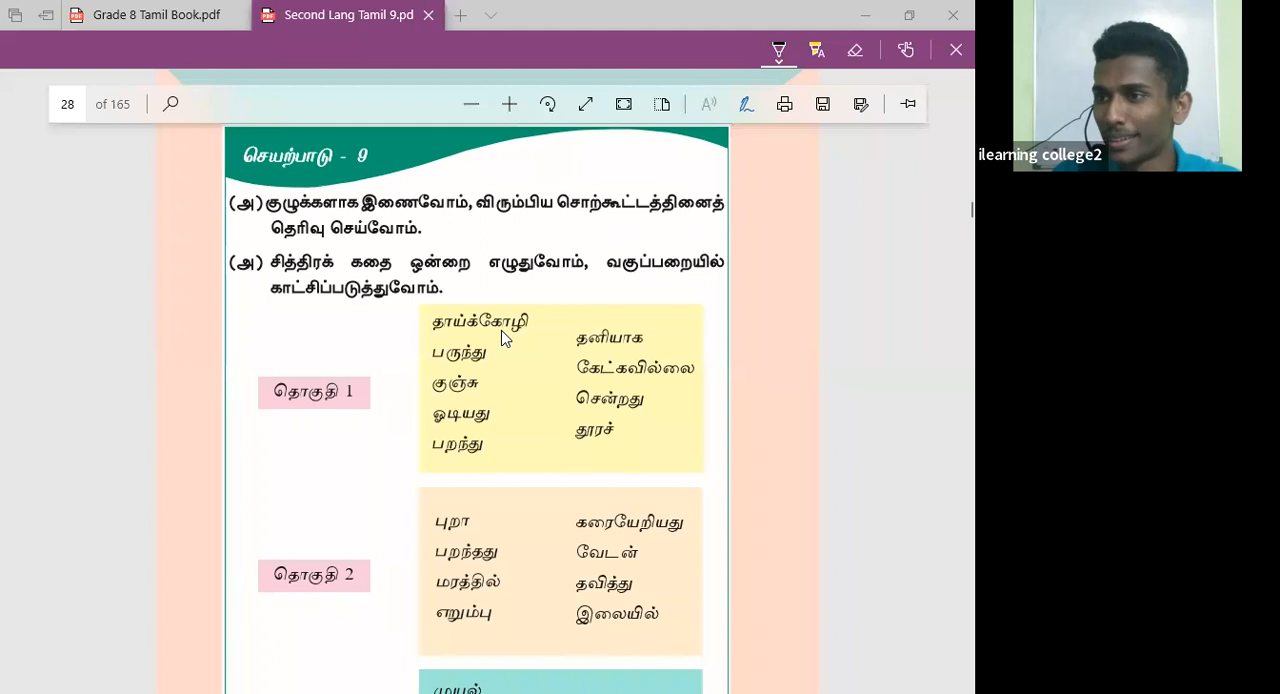 Grade 8 Tamil Book.pdf
Second Lang Tamil 9.pd
28 of 165
ilearning college2
செயற்பாடு - 9
(அ) குழுக்களாக இணைவோம், விரும்பிய சொற்கூட்டத்தினைத்
தெரிவு செய்வோம்.
(அ) சித்திரக் கதை ஒன்றை எழுதுவோம், வகுப்பறையில்
காட்சிப்படுத்துவோம்.
தொகுதி 1
தாய்க்கோழி
பருந்து
குஞ்சு
ஓடியது
பறந்து
தனியாக
கேட்கவில்லை
சென்றது
தூரச்
தொகுதி 2
புறா
பறந்தது
மரத்தில்
எறும்பு
கரையேறியது
வேடன்
தவித்து
இலையில்
முயல்